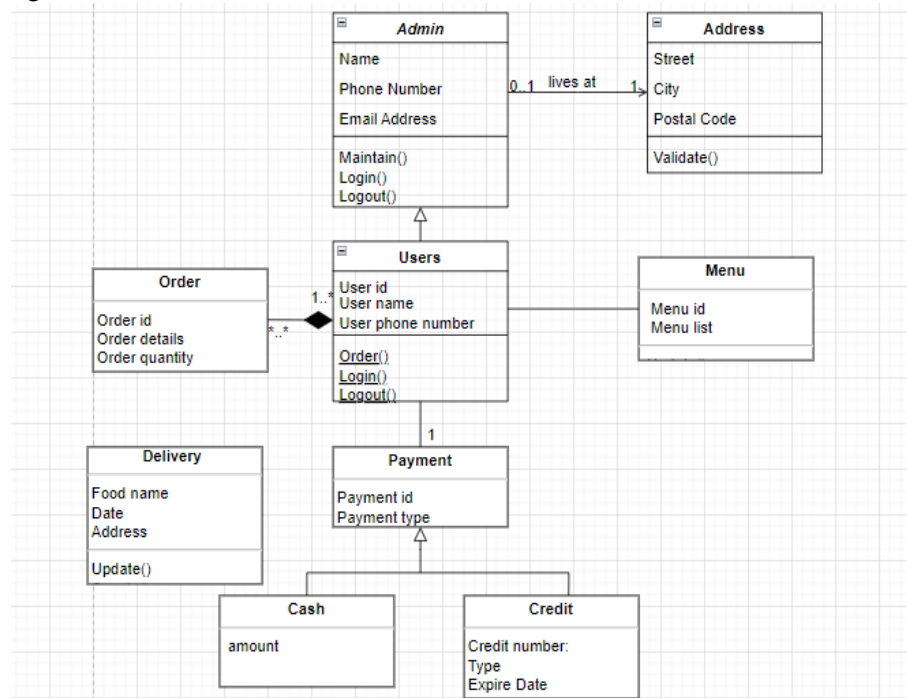 Admin
Name
Phone Number
Email Address
Maintain()
Login()
Logout()
0..1 lives at 1
Address
Street
City
Postal Code
Validate()
Users
User id
User name
User phone number
Order()
Login()
Logout()
Order
Order id
Order details
Order quantity
1..*
*..*
Menu
Menu id
Menu list
1
Delivery
Food name
Date
Address
Update()
Payment
Payment id
Payment type
Cash
amount
Credit
Credit number:
Type
Expire Date